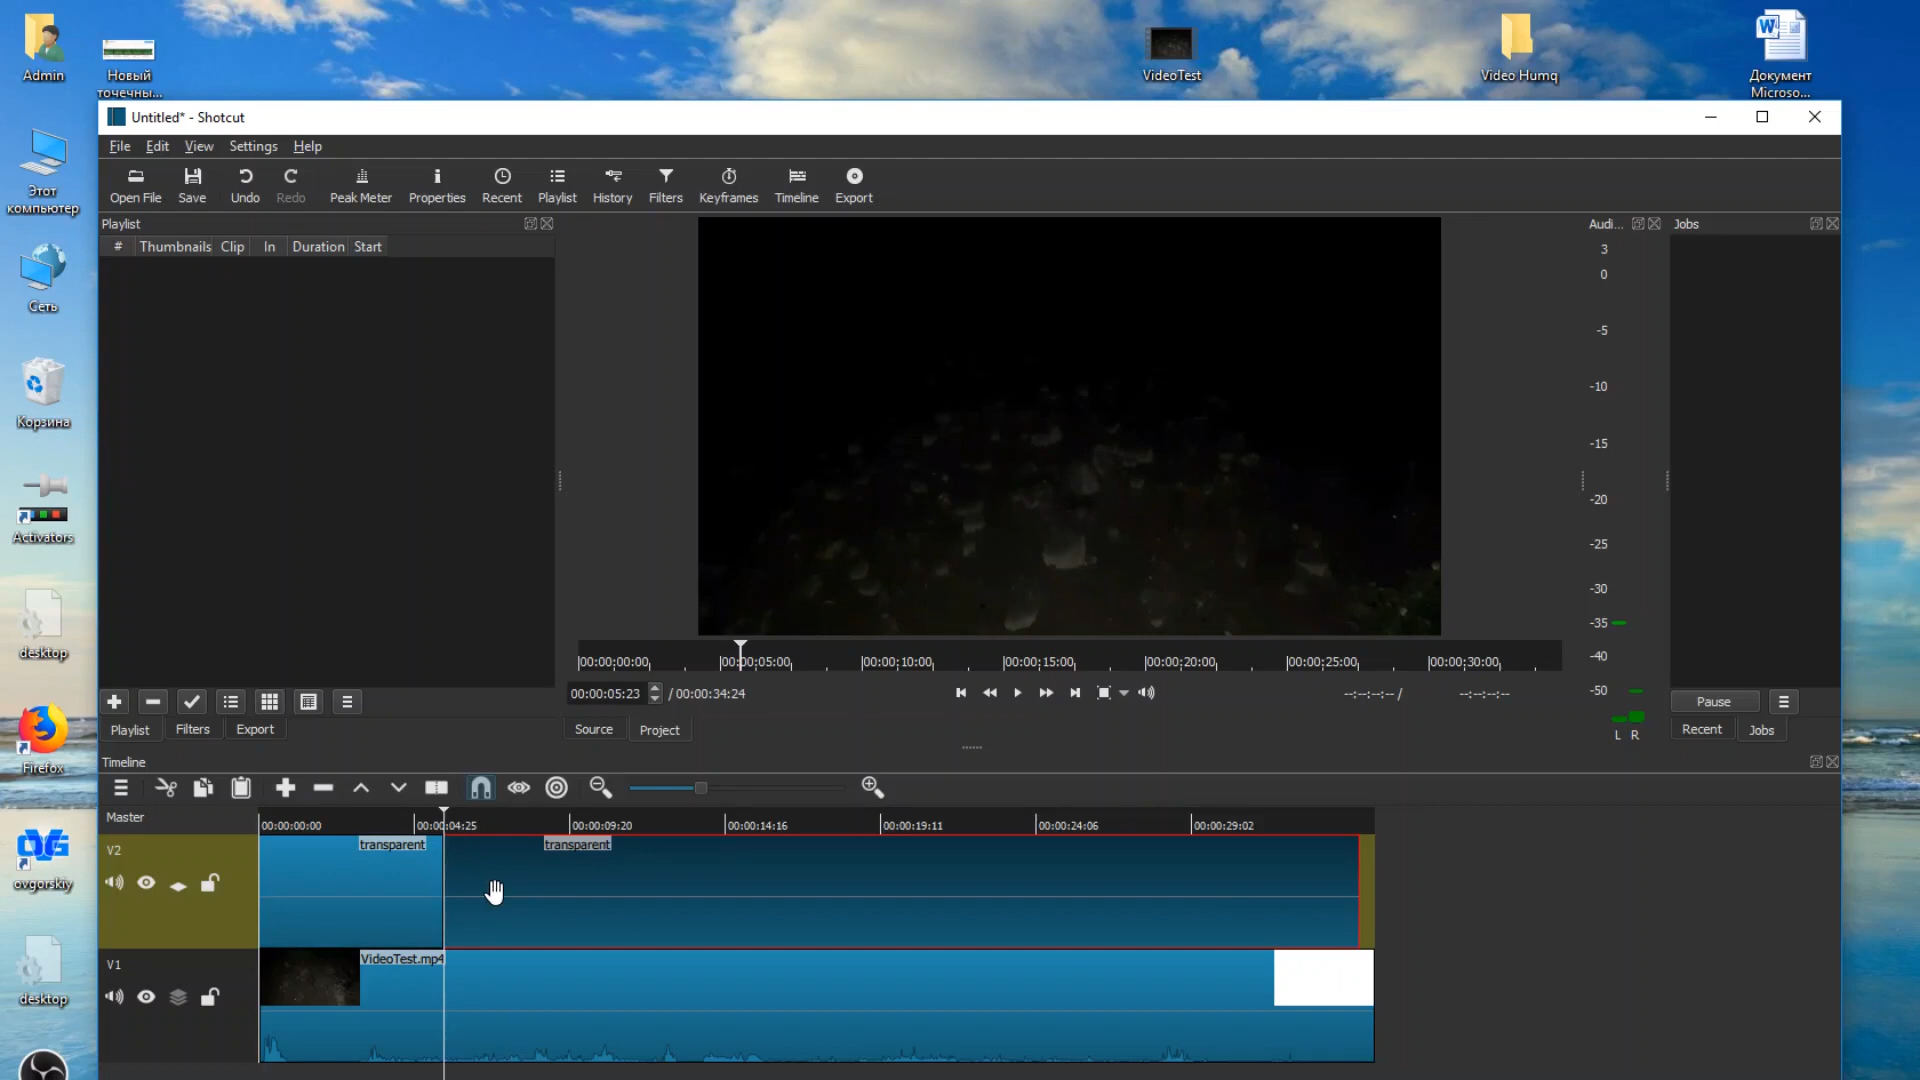 Admin
Новый
точечны...
VideoTest
Video Humq
Документ
Microso...
Этот
компьютер
Сеть
Корзина
Activators
desktop
Firefox
ovgorskiy
desktop
Untitled* - Shotcut
File Edit View Settings Help
Open File Save Undo Redo Peak Meter Properties Recent Playlist History Filters Keyframes Timeline Export
Playlist
# Thumbnails Clip In Duration Start
Audi...
Jobs
3
0
-5
-10
-15
-20
-25
-30
-35
-40
-50
L R
00:00:00:00 00:00:05:00 00:00:10:00 00:00:15:00 00:00:20:00 00:00:25:00 00:00:30:00
00:00:05:23 / 00:00:34:24
--:--:--:-- / --:--:--:--
Pause
Playlist Filters Export
Source Project
Recent Jobs
Timeline
Master
00:00:00:00 00:00:04:25 00:00:09:20 00:00:14:16 00:00:19:11 00:00:24:06 00:00:29:02
V2
transparent transparent
V1
VideoTest.mp4